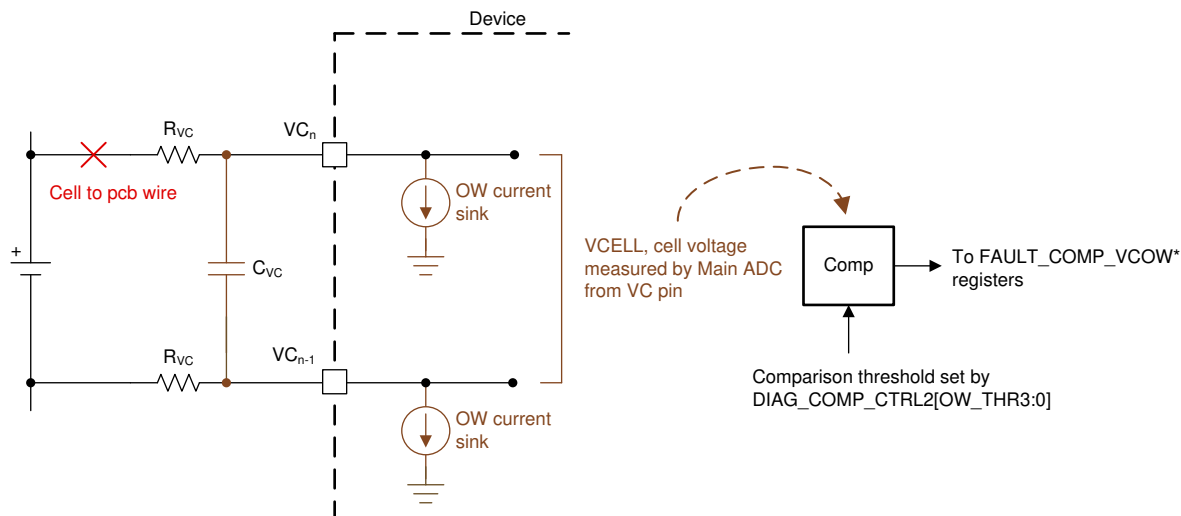 Device
RVC
VCn
Cell to pcb wire
OW current
sink
+
CVC
VCELL, cell voltage
measured by Main ADC
from VC pin
Comp
To FAULT_COMP_VCOW*
registers
RVC
VCn-1
Comparison threshold set by
DIAG_COMP_CTRL2[OW_THR3:0]
OW current
sink